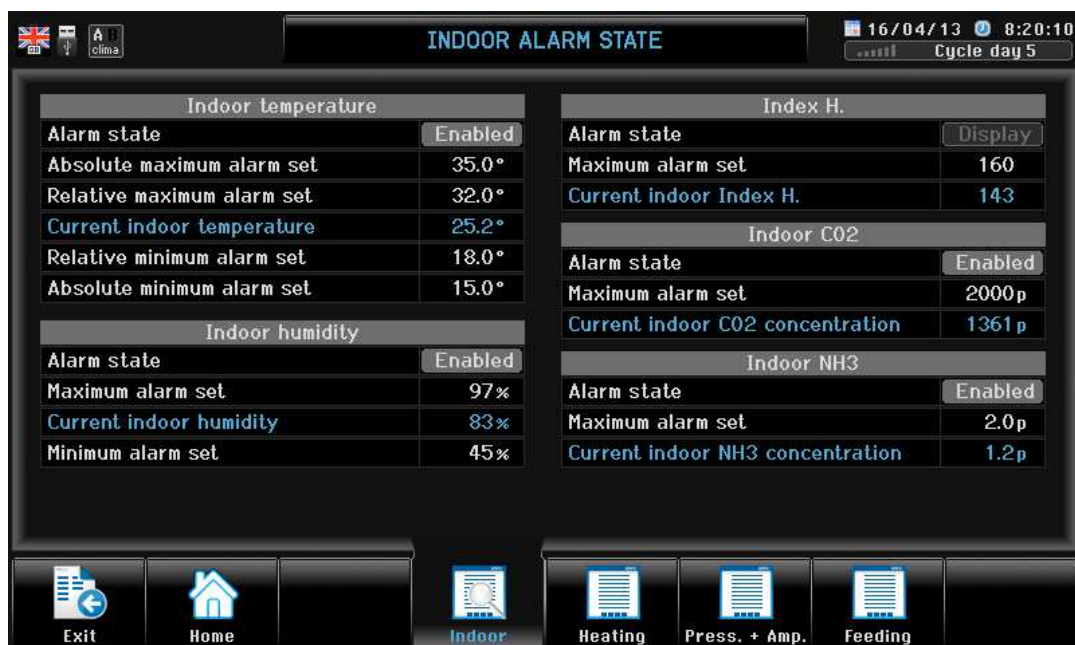 GB
A B
clima
INDOOR ALARM STATE
16/04/13 8:20:10
Cycle day 5
Indoor temperature
Alarm state Enabled
Absolute maximum alarm set 35.0°
Relative maximum alarm set 32.0°
Current indoor temperature 25.2°
Relative minimum alarm set 18.0°
Absolute minimum alarm set 15.0°
Indoor humidity
Alarm state Enabled
Maximum alarm set 97%
Current indoor humidity 83%
Minimum alarm set 45%
Index H.
Alarm state Display
Maximum alarm set 160
Current indoor Index H. 143
Indoor CO2
Alarm state Enabled
Maximum alarm set 2000p
Current indoor CO2 concentration 1361p
Indoor NH3
Alarm state Enabled
Maximum alarm set 2.0p
Current indoor NH3 concentration 1.2p
Exit Home Indoor Heating Press. + Amp. Feeding